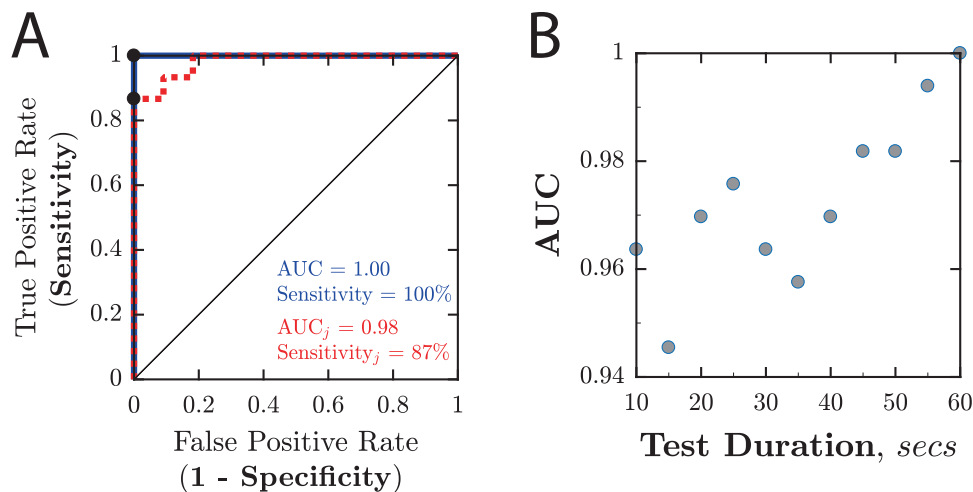 A
True Positive Rate
(Sensitivity)
1
0.8
0.6
0.4
0.2
0
AUC = 1.00
Sensitivity = 100%
AUCj = 0.98
Sensitivityj = 87%
0 0.2 0.4 0.6 0.8 1
False Positive Rate
(1 - Specificity)
B
AUC
1
0.98
0.96
0.94
10 20 30 40 50 60
Test Duration, secs